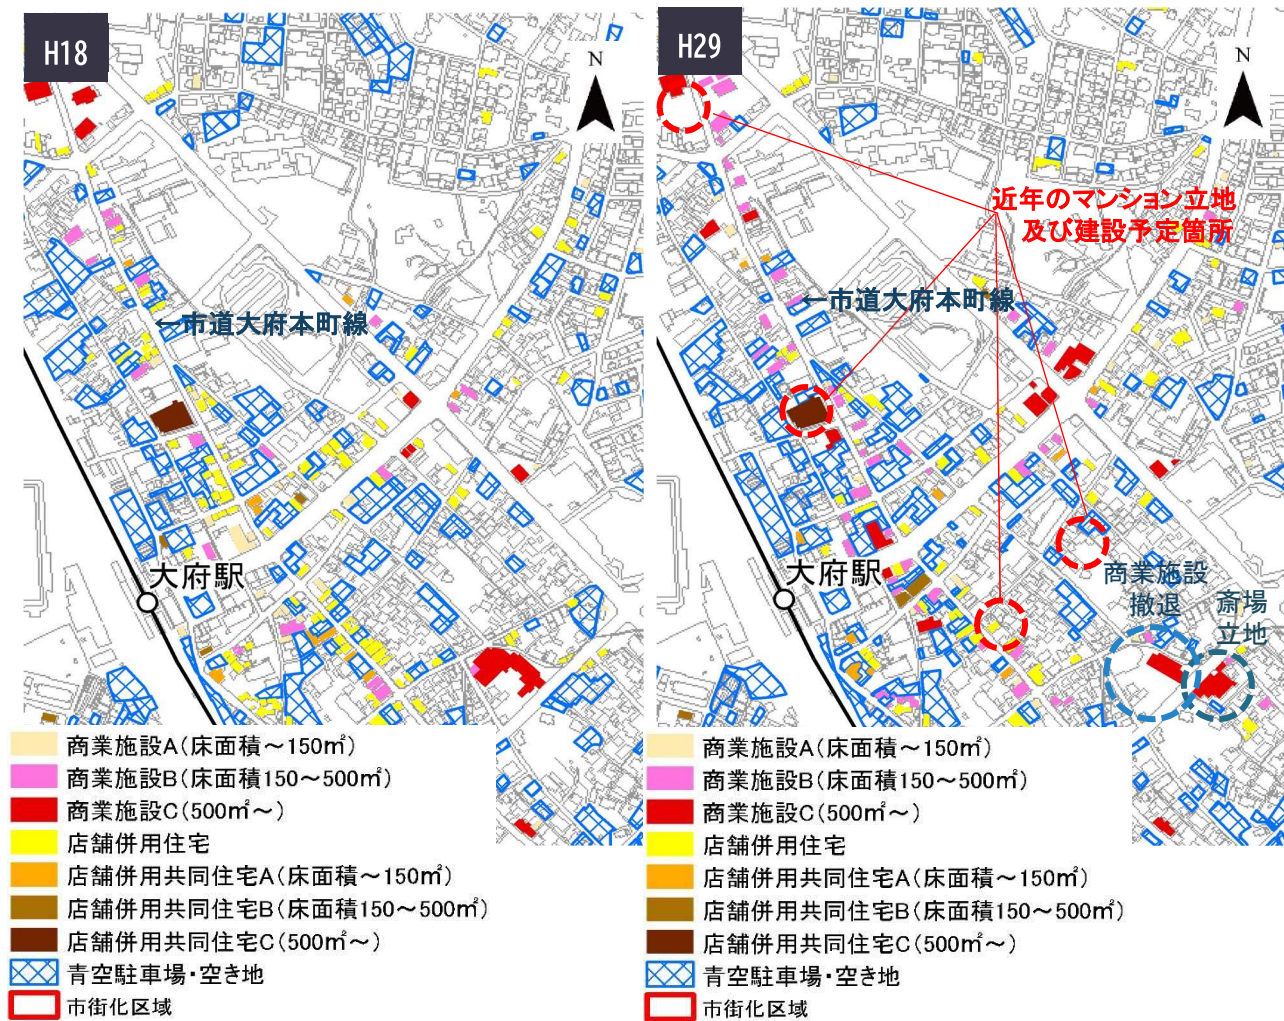 H18
N
←市道大府本町線
大府駅
商業施設A(床面積～150㎡)
商業施設B(床面積150～500㎡)
商業施設C(500㎡～)
店舗併用住宅
店舗併用共同住宅A(床面積～150㎡)
店舗併用共同住宅B(床面積150～500㎡)
店舗併用共同住宅C(500㎡～)
青空駐車場・空き地
市街化区域
H29
N
近年のマンション立地
及び建設予定箇所
←市道大府本町線
大府駅
商業施設
撤退
斎場
立地
商業施設A(床面積～150㎡)
商業施設B(床面積150～500㎡)
商業施設C(500㎡～)
店舗併用住宅
店舗併用共同住宅A(床面積～150㎡)
店舗併用共同住宅B(床面積150～500㎡)
店舗併用共同住宅C(500㎡～)
青空駐車場・空き地
市街化区域